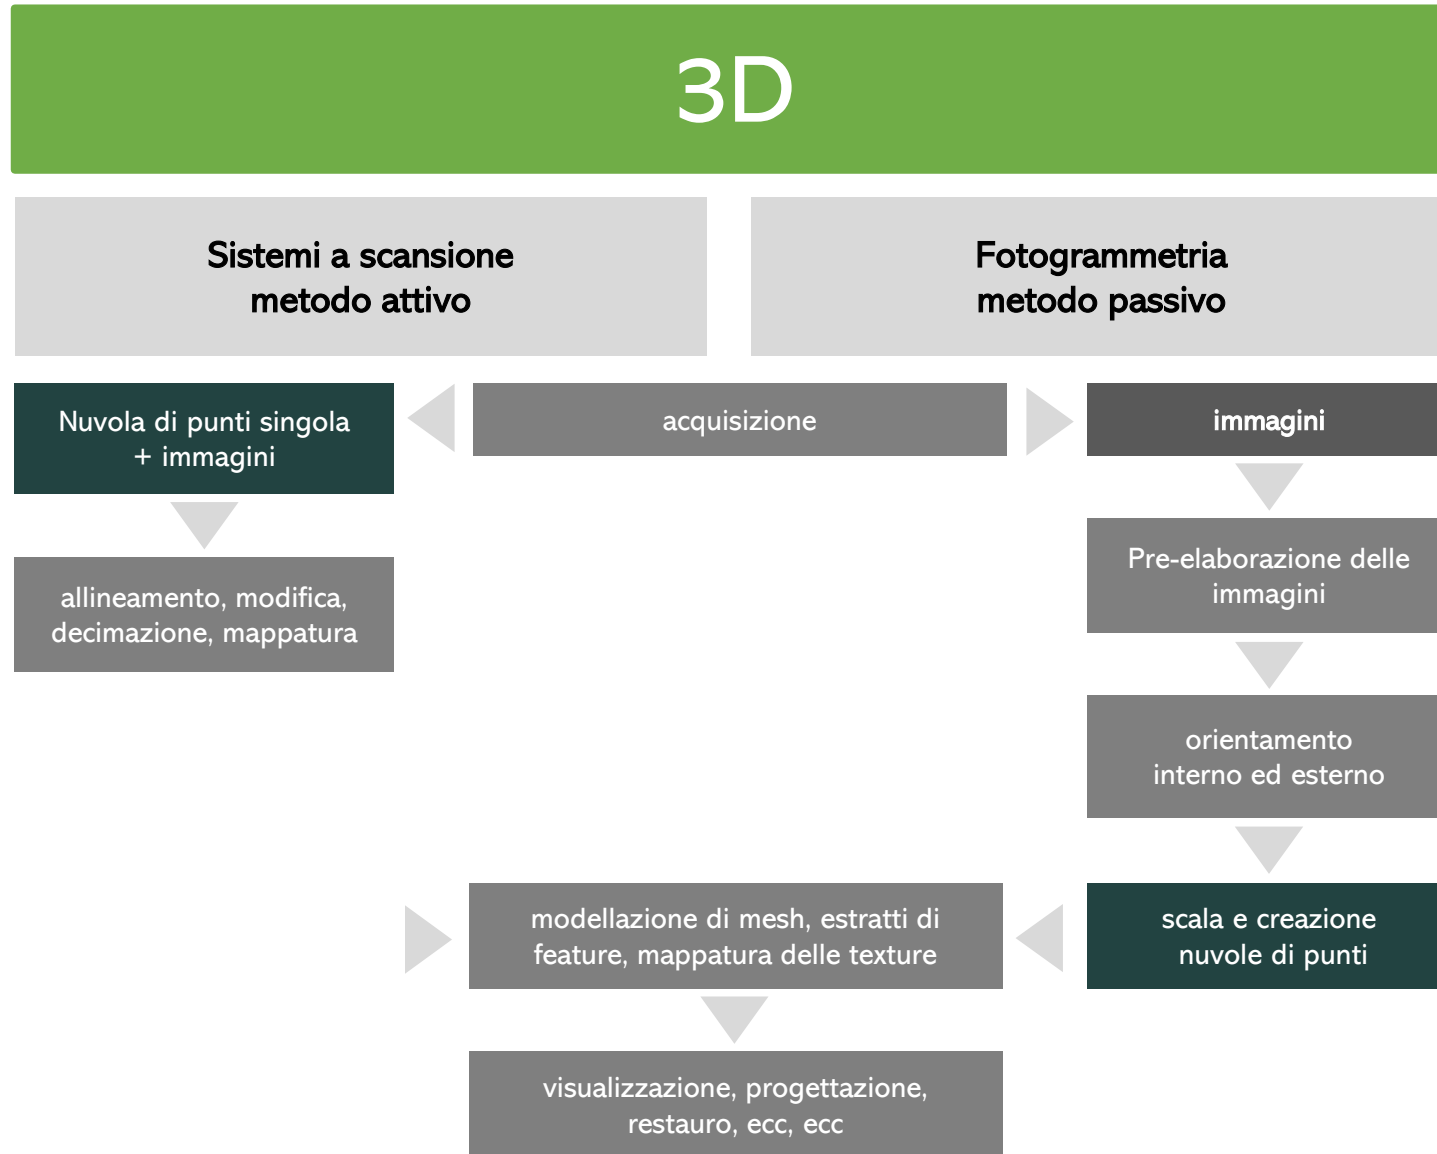 3D
Sistemi a scansione
metodo attivo
Fotogrammetria
metodo passivo
Nuvola di punti singola
+ immagini
acquisizione
immagini
allineamento, modifica,
decimazione, mappatura
Pre-elaborazione delle
immagini
orientamento
interno ed esterno
modellazione di mesh, estratti di
feature, mappatura delle texture
scala e creazione
nuvole di punti
visualizzazione, progettazione,
restauro, ecc, ecc